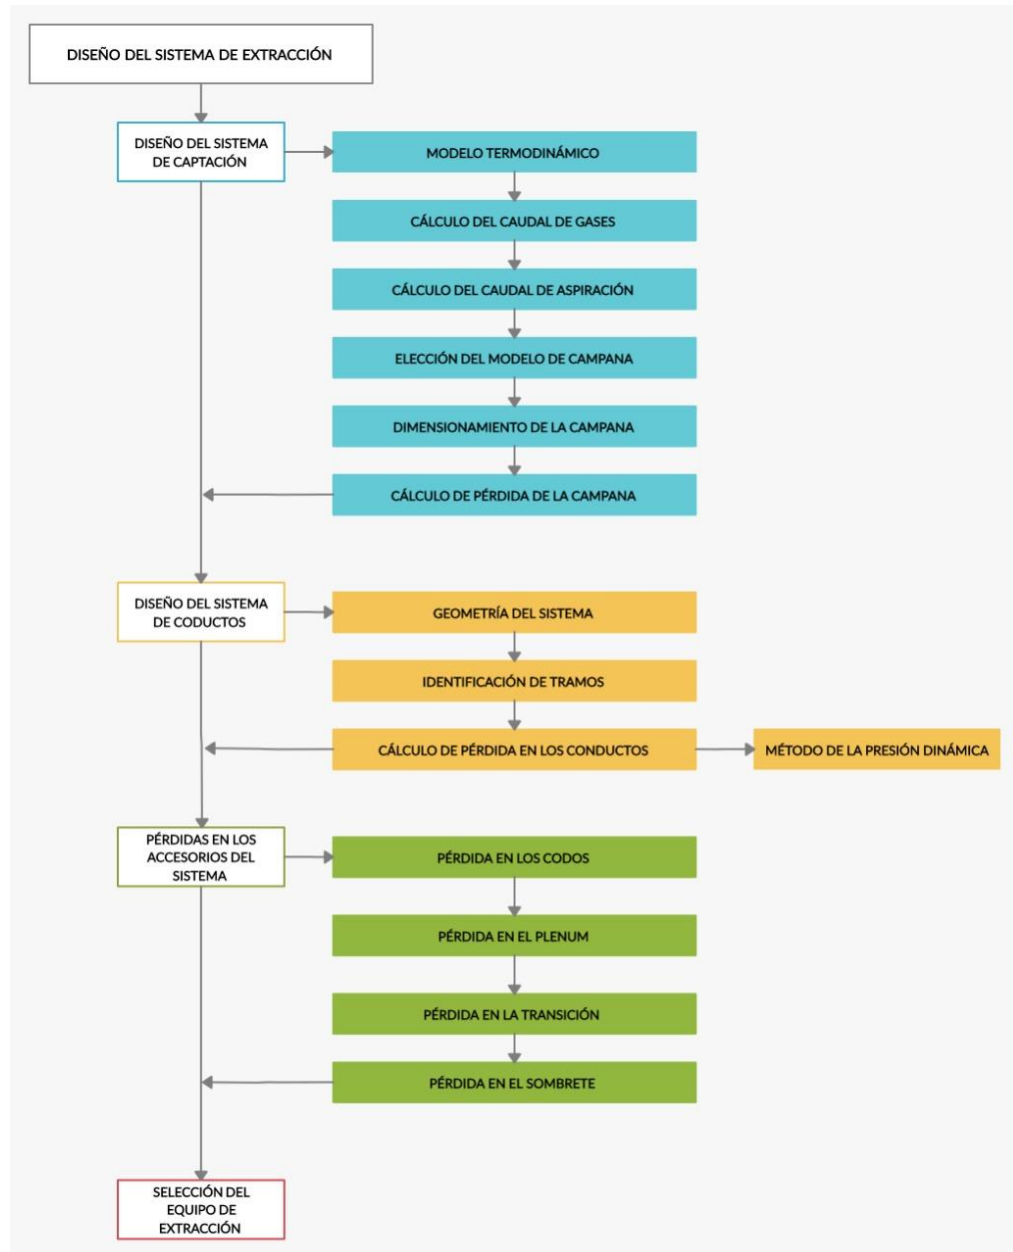 DISEÑO DEL SISTEMA DE EXTRACCIÓN
DISEÑO DEL SISTEMA
DE CAPTACIÓN
MODELO TERMODINÁMICO
CÁLCULO DEL CAUDAL DE GASES
CÁLCULO DEL CAUDAL DE ASPIRACIÓN
ELECCIÓN DEL MODELO DE CAMPANA
DIMENSIONAMIENTO DE LA CAMPANA
CÁLCULO DE PÉRDIDA DE LA CAMPANA
DISEÑO DEL SISTEMA
DE CODUCTOS
GEOMETRÍA DEL SISTEMA
IDENTIFICACIÓN DE TRAMOS
CÁLCULO DE PÉRDIDA EN LOS CONDUCTOS
MÉTODO DE LA PRESIÓN DINÁMICA
PÉRDIDAS EN LOS
ACCESORIOS DEL
SISTEMA
PÉRDIDA EN LOS CODOS
PÉRDIDA EN EL PLENUM
PÉRDIDA EN LA TRANSICIÓN
PÉRDIDA EN EL SOMBRETE
SELECCIÓN DEL
EQUIPO DE
EXTRACCIÓN